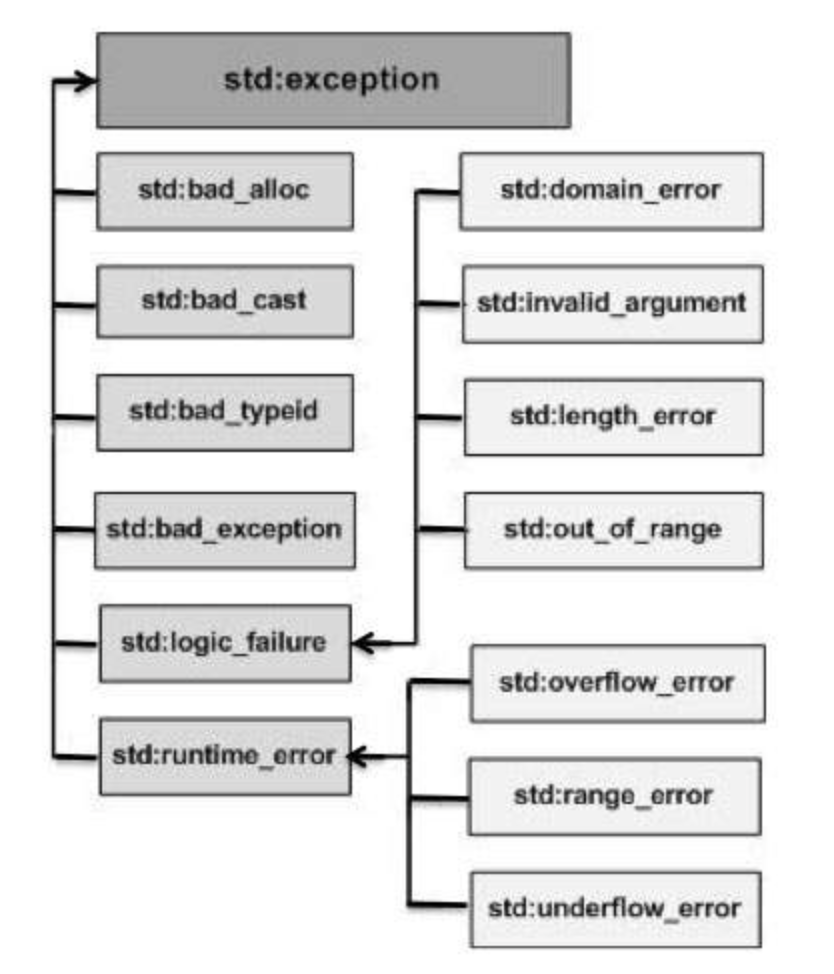 std:exception
std:bad_alloc
std:bad_cast
std:bad_typeid
std:bad_exception
std:logic_failure
std:runtime_error
std:domain_error
std:invalid_argument
std:length_error
std:out_of_range
std:overflow_error
std:range_error
std:underflow_error